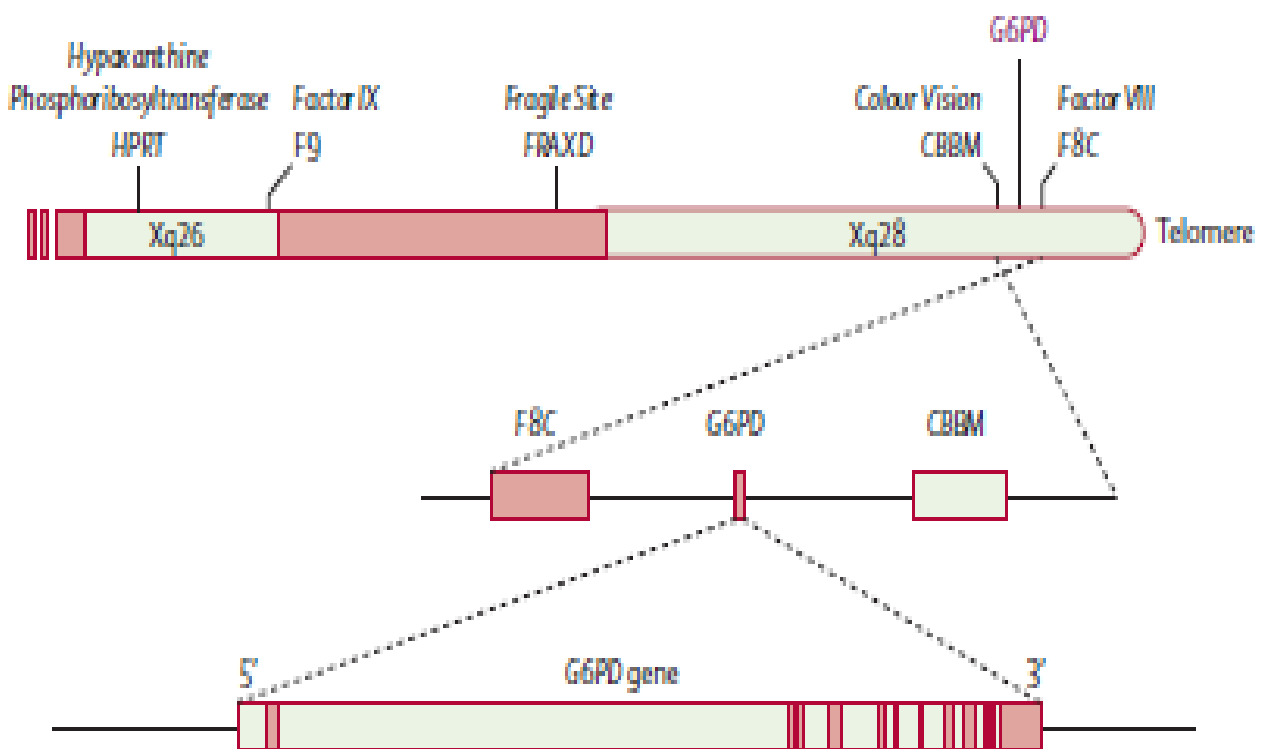 G6PD
Hypoxanthine
Phosphoribosyltransferase Factor IX Fragile Site Colour Vision Factor VIII
HPRT F9 FRAXD CBBM F8C
Xq26 Xq28 Telomere
F8C G6PD CBBM
5' G6PD gene 3'